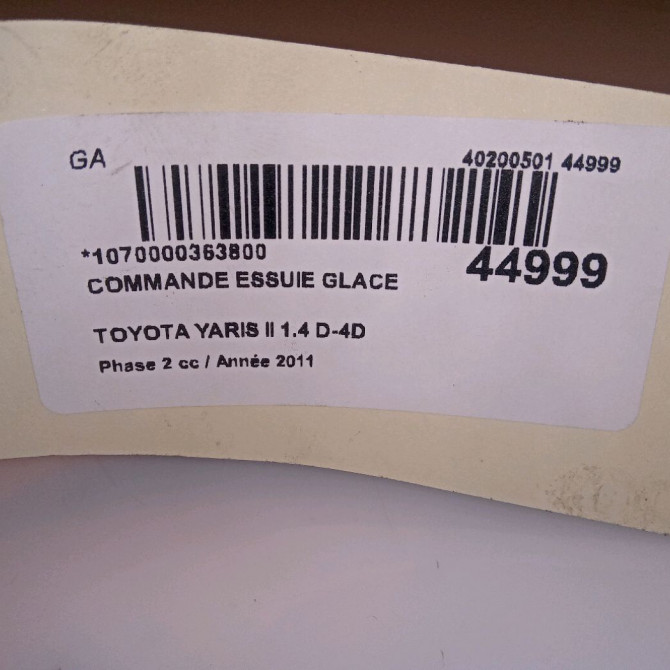 GA
40200501 44999
*1070000363800
44999
COMMANDE ESSUIE GLACE
TOYOTA YARIS II 1.4 D-4D
Phase 2 cc / Année 2011